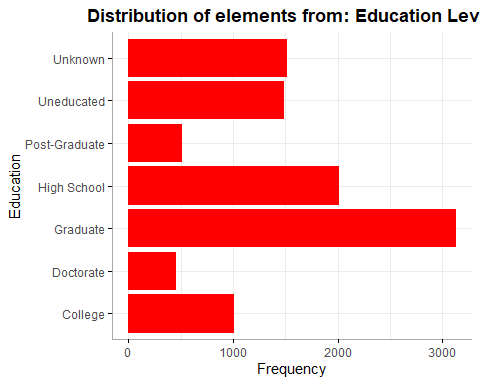 Distribution of elements from: Education Lev
Education
Unknown
Uneducated
Post-Graduate
High School
Graduate
Doctorate
College
0 1000 2000 3000
Frequency